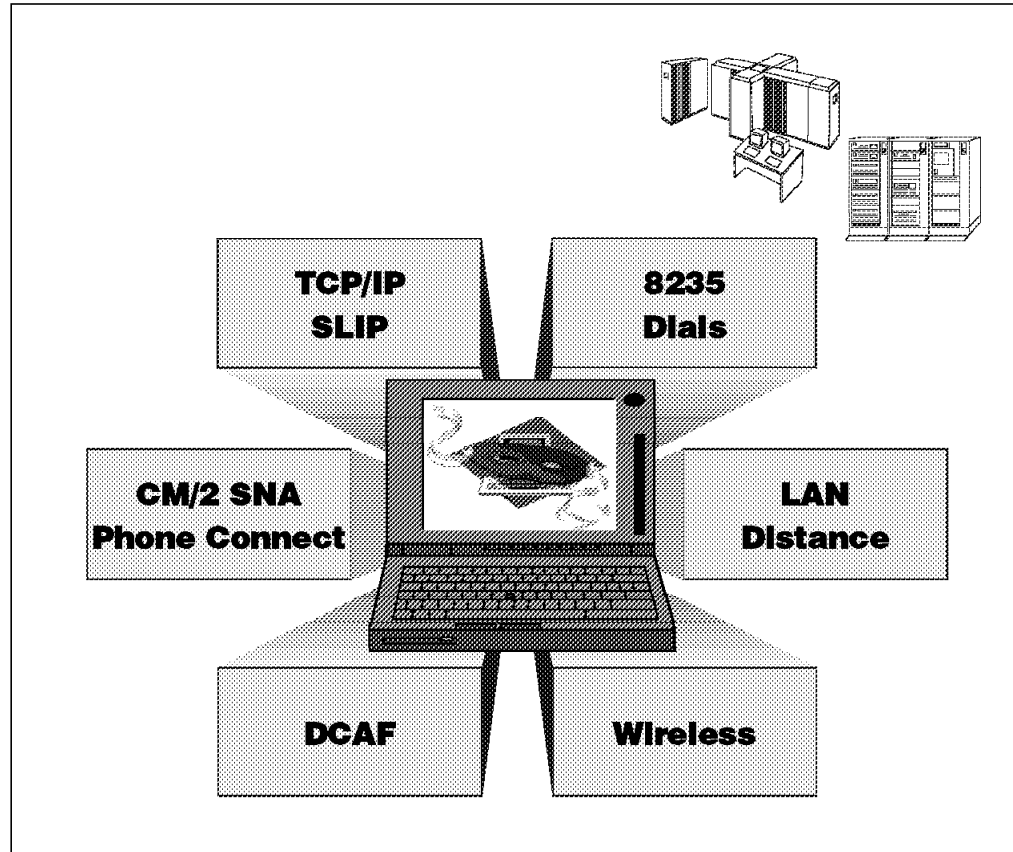 TCP/IP
SLIP
8235
Dials
CM/2 SNA
Phone Connect
LAN
Distance
DCAF
Wireless